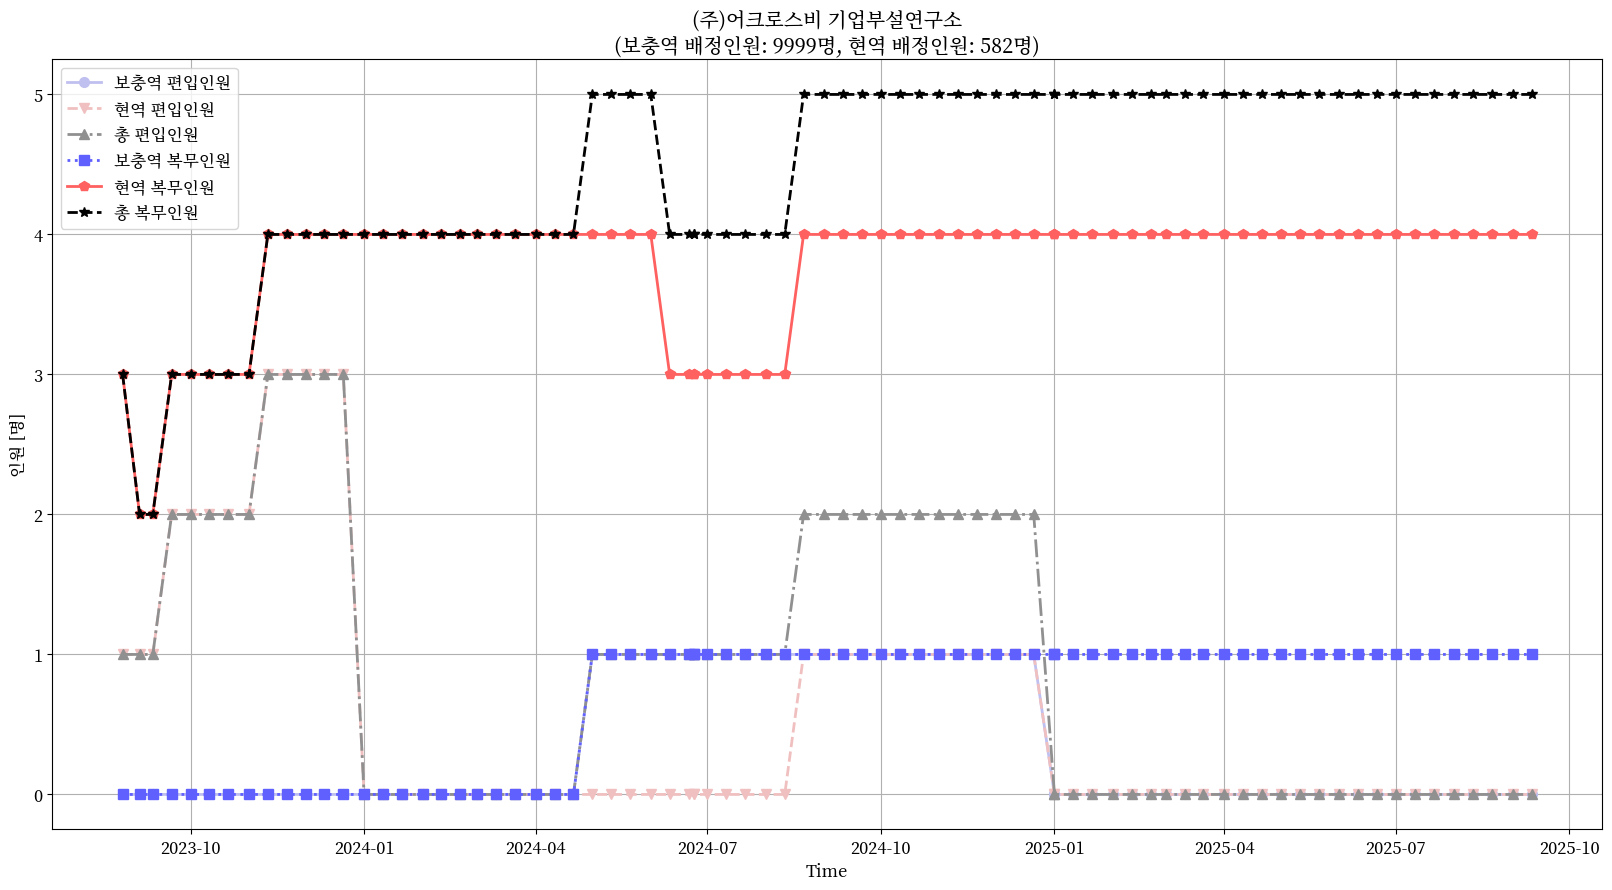 (주)어크로스비 기업부설연구소
(보충역 배정인원: 9999명, 현역 배정인원: 582명)
보충역 편입인원
현역 편입인원
총 편입인원
보충역 복무인원
현역 복무인원
총 복무인원
5
4
3
2
1
0
인원 [명]
2023-10
2024-01
2024-04
2024-07
2024-10
2025-01
2025-04
2025-07
2025-10
Time